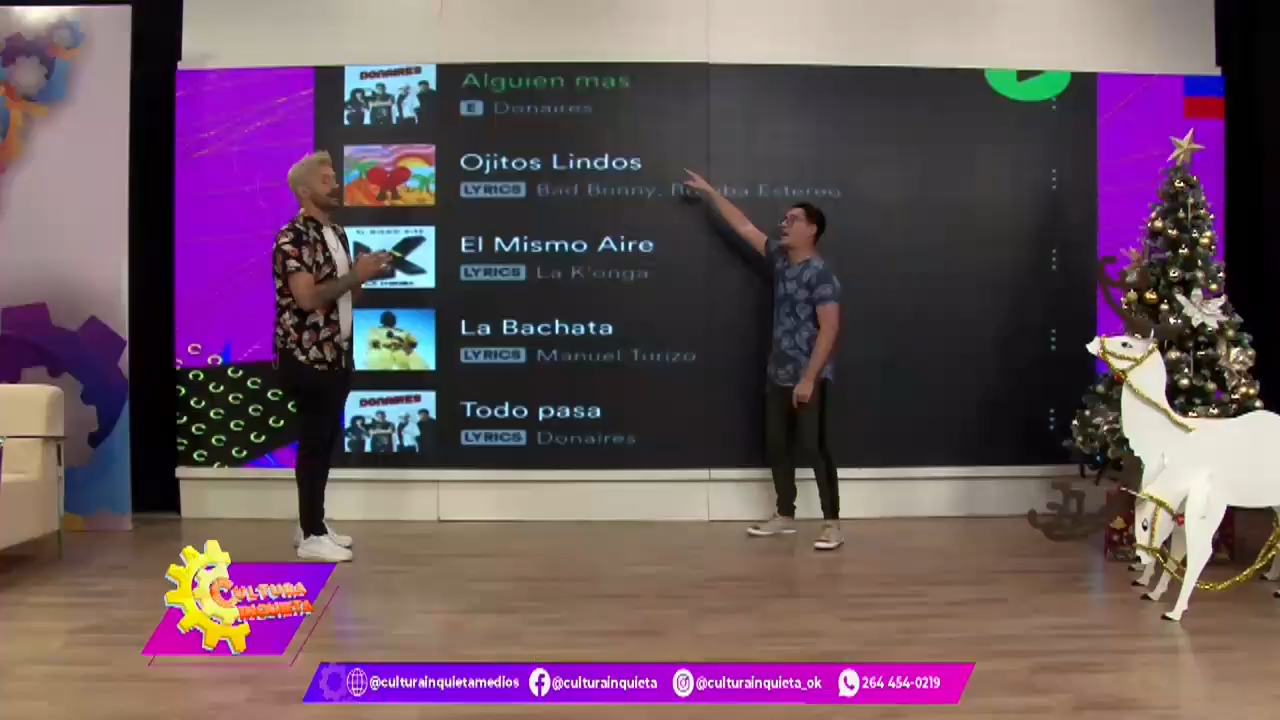 DONAIRES
Alguien mas
E Donaires
Ojitos Lindos
LYRICS Bad Bunny, Bomba Estereo
El Mismo Aire
LYRICS La K'onga
La Bachata
LYRICS Manuel Turizo
DONAIRES
Todo pasa
LYRICS Donaires
CULTURA
INQUIETA
@culturainquietamedios @culturainquieta @culturainquieta_ok 264 454-0219